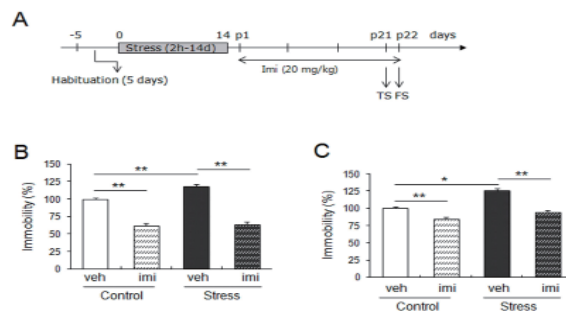 A
-5 0 14 p1 p21 p22 days
Stress (2h-14d)
Habituation (5 days)
Imi (20 mg/kg)
TS FS
B
Immobility (%)
150
125
100
75
50
25
0
**
**
**
veh imi veh imi
Control Stress
C
Immobility (%)
150
125
100
75
50
25
0
*
**
**
veh imi veh imi
Control Stress